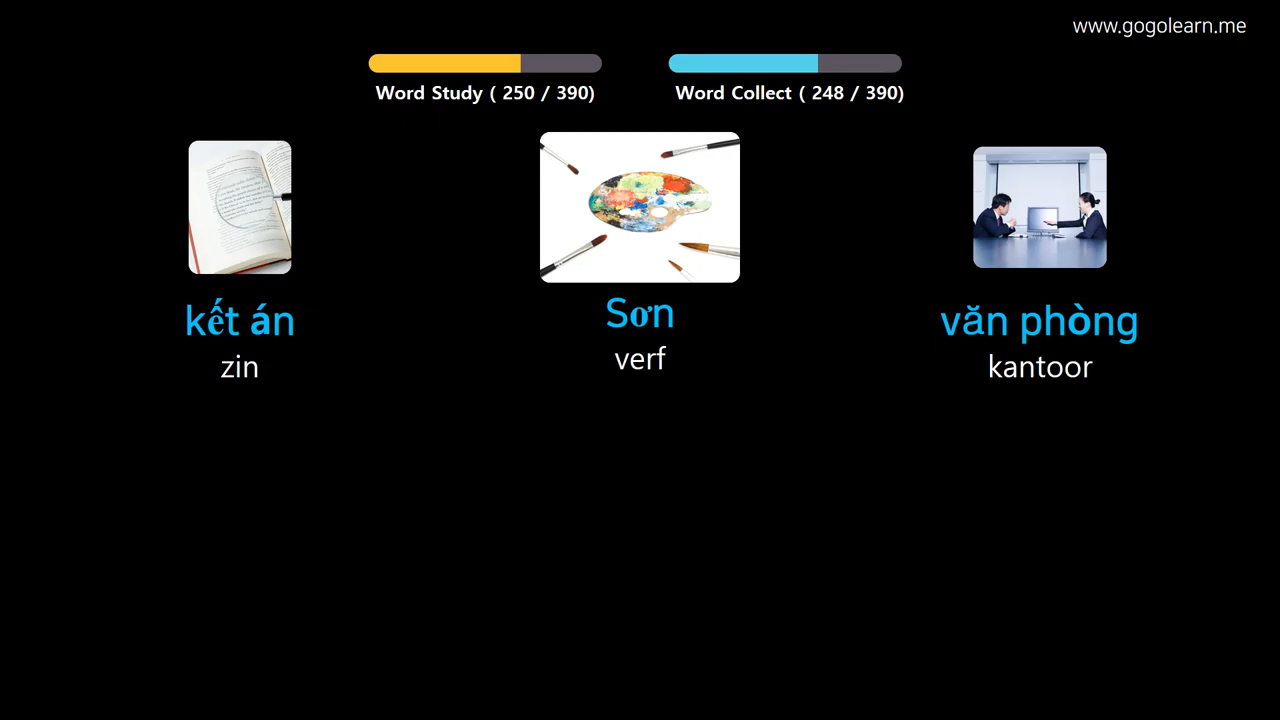 www.gogolearn.me
Word Study ( 250 / 390)
Word Collect ( 248 / 390)
kết án
zin
Sơn
verf
văn phòng
kantoor